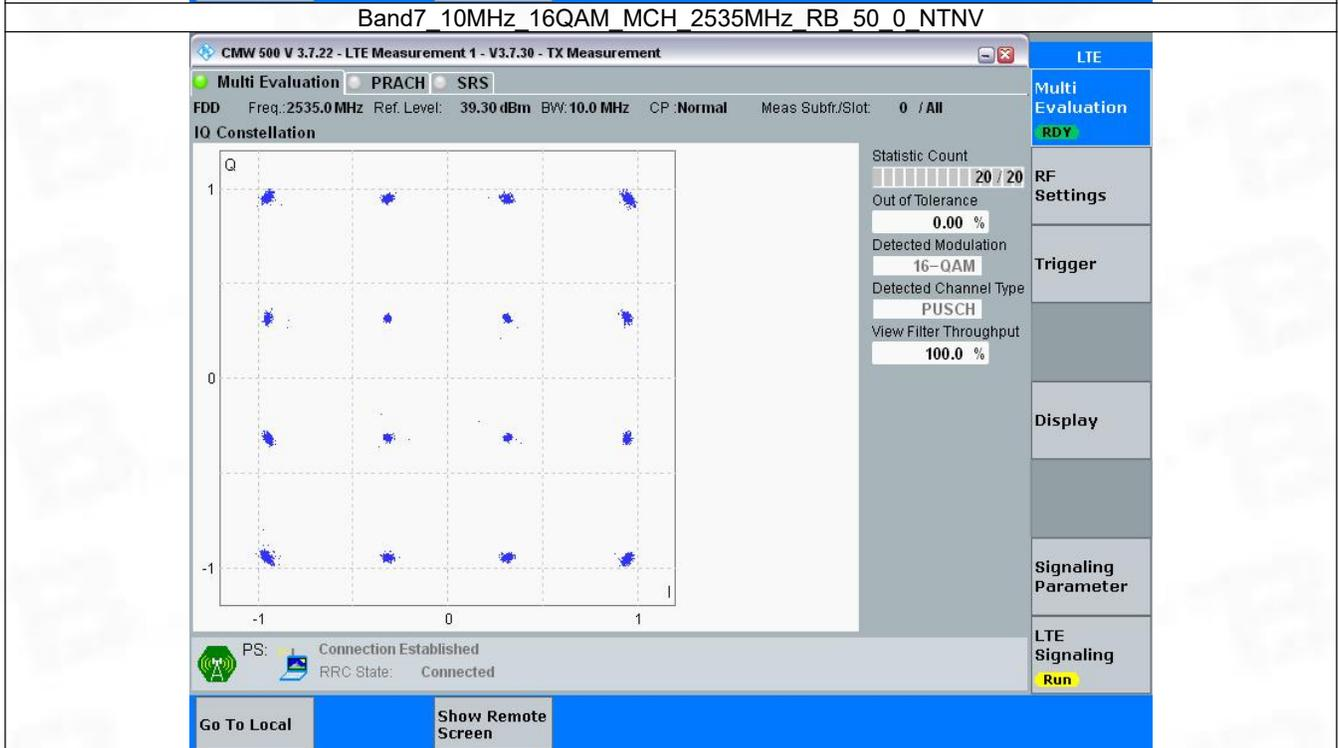 Band7_10MHz_16QAM_MCH_2535MHz_RB_50_0_NTNV
CMW 500 V 3.7.22 - LTE Measurement 1 - V3.7.30 - TX Measurement
LTE
Multi Evaluation PRACH SRS
FDD Freq.:2535.0 MHz Ref. Level: 39.30 dBm BW:10.0 MHz CP :Normal Meas Subfr./Slot: 0 / All
IQ Constellation
Multi
Evaluation
RDY
Q
1
0
-1
I
-1 0 1
Statistic Count
20 / 20
Out of Tolerance
0.00 %
Detected Modulation
16-QAM
Detected Channel Type
PUSCH
View Filter Throughput
100.0 %
RF
Settings
Trigger
Display
Signaling
Parameter
LTE
Signaling
Run
PS: Connection Established
RRC State: Connected
Go To Local
Show Remote
Screen